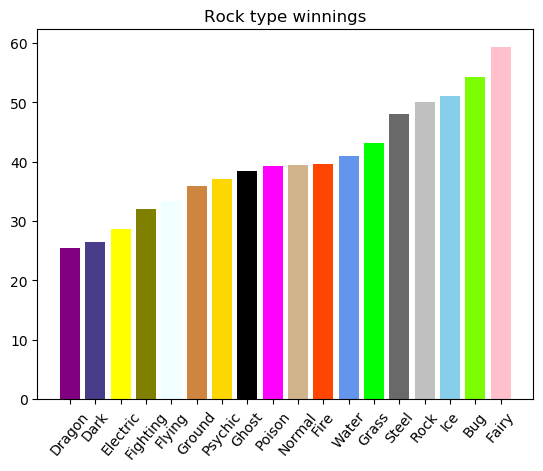 Rock type winnings
60
50
40
30
20
10
0
Dragon
Dark
Electric
Fighting
Flying
Ground
Psychic
Ghost
Poison
Normal
Fire
Water
Grass
Steel
Rock
Ice
Bug
Fairy